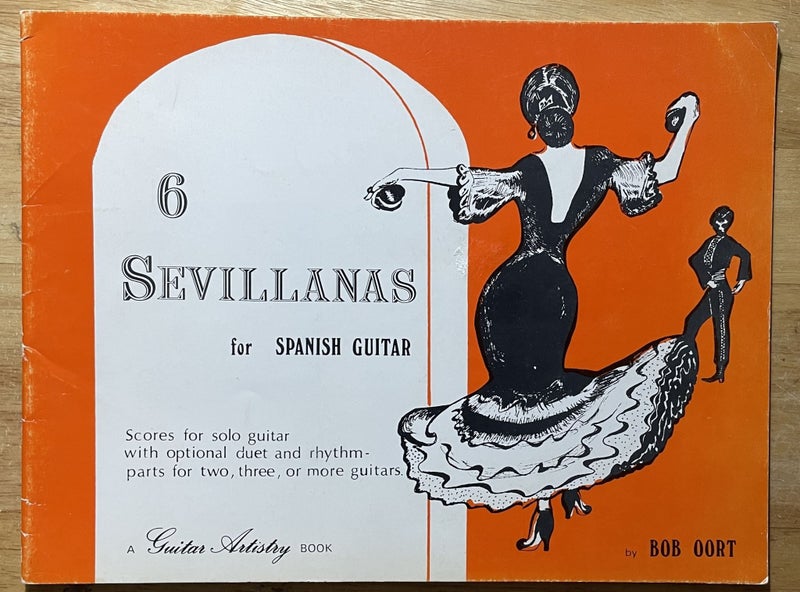 6
SEVILLANAS
for SPANISH GUITAR
Scores for solo guitar
with optional duet and rhythm-
parts for two, three, or more guitars.
A Guitar Artistry BOOK
by BOB OORT